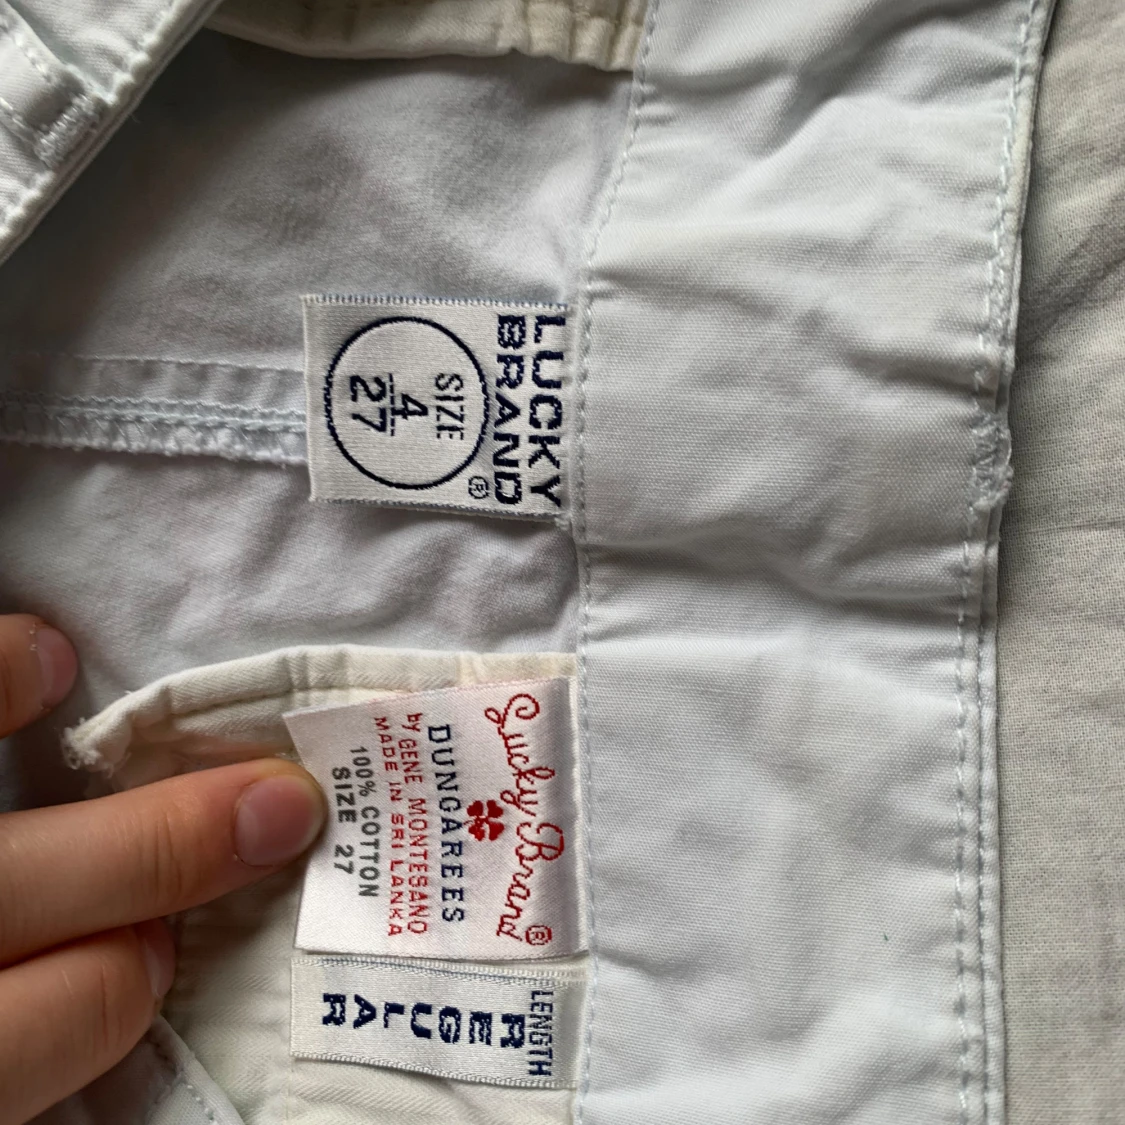 LUCKY
BRAND®
SIZE
4
27
Lucky Brand®
DUNGAREES
by GENE MONTESANO
MADE IN SRI LANKA
100% COTTON
SIZE 27
LENGTH
REGULAR